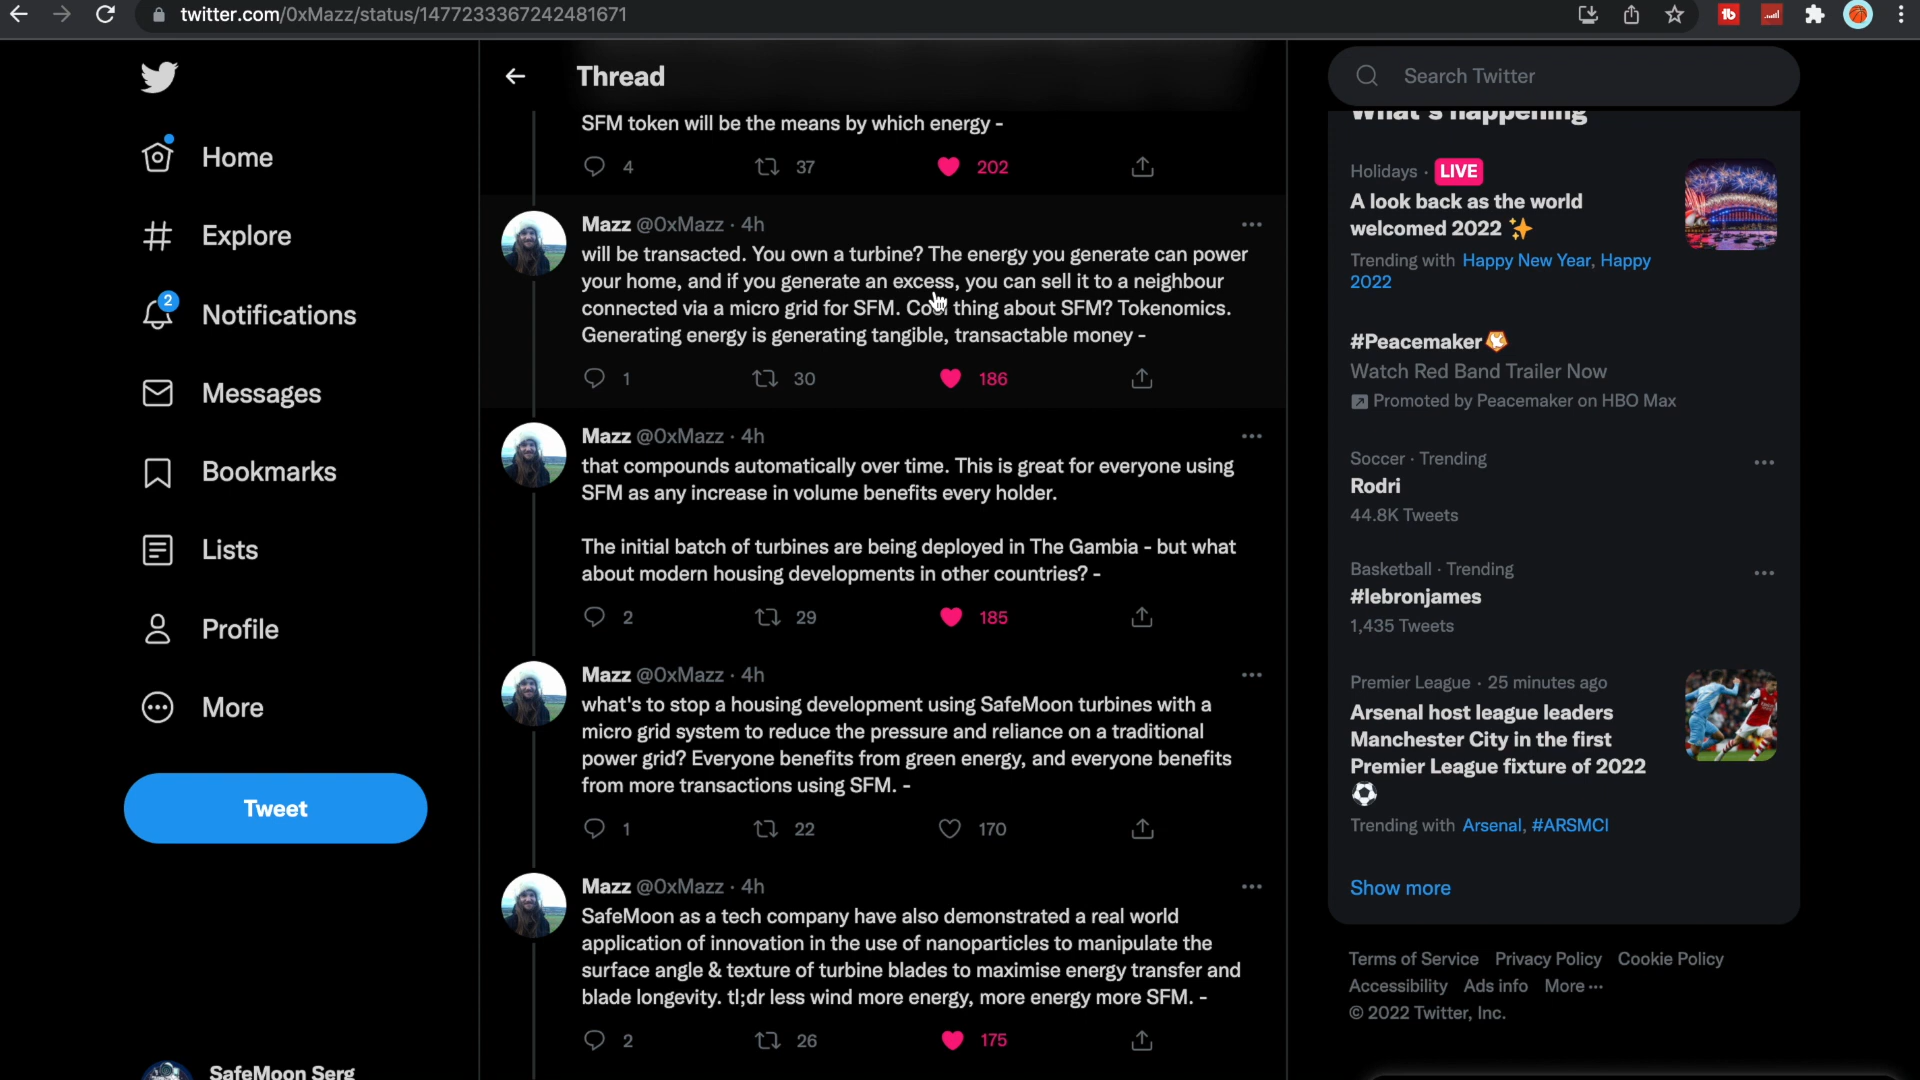 twitter.com/0xMazz/status/1477233367242481671
Home
Explore
2
Notifications
Messages
Bookmarks
Lists
Profile
More
Tweet
SafeMoon Serg
Thread
SFM token will be the means by which energy -
4 37 202
Mazz @0xMazz · 4h
will be transacted. You own a turbine? The energy you generate can power
your home, and if you generate an excess, you can sell it to a neighbour
connected via a micro grid for SFM. Cool thing about SFM? Tokenomics.
Generating energy is generating tangible, transactable money -
1 30 186
Mazz @0xMazz · 4h
that compounds automatically over time. This is great for everyone using
SFM as any increase in volume benefits every holder.
The initial batch of turbines are being deployed in The Gambia - but what
about modern housing developments in other countries? -
2 29 185
Mazz @0xMazz · 4h
what's to stop a housing development using SafeMoon turbines with a
micro grid system to reduce the pressure and reliance on a traditional
power grid? Everyone benefits from green energy, and everyone benefits
from more transactions using SFM. -
1 22 170
Mazz @0xMazz · 4h
SafeMoon as a tech company have also demonstrated a real world
application of innovation in the use of nanoparticles to manipulate the
surface angle & texture of turbine blades to maximise energy transfer and
blade longevity. tl;dr less wind more energy, more energy more SFM. -
2 26 175
Search Twitter
What's happening
Holidays · LIVE
A look back as the world
welcomed 2022 ✨
Trending with Happy New Year, Happy
2022
#Peacemaker
Watch Red Band Trailer Now
Promoted by Peacemaker on HBO Max
Soccer · Trending
Rodri
44.8K Tweets
Basketball · Trending
#lebronjames
1,435 Tweets
Premier League · 25 minutes ago
Arsenal host league leaders
Manchester City in the first
Premier League fixture of 2022
⚽
Trending with Arsenal, #ARSMCI
Show more
Terms of Service Privacy Policy Cookie Policy
Accessibility Ads info More ···
© 2022 Twitter, Inc.